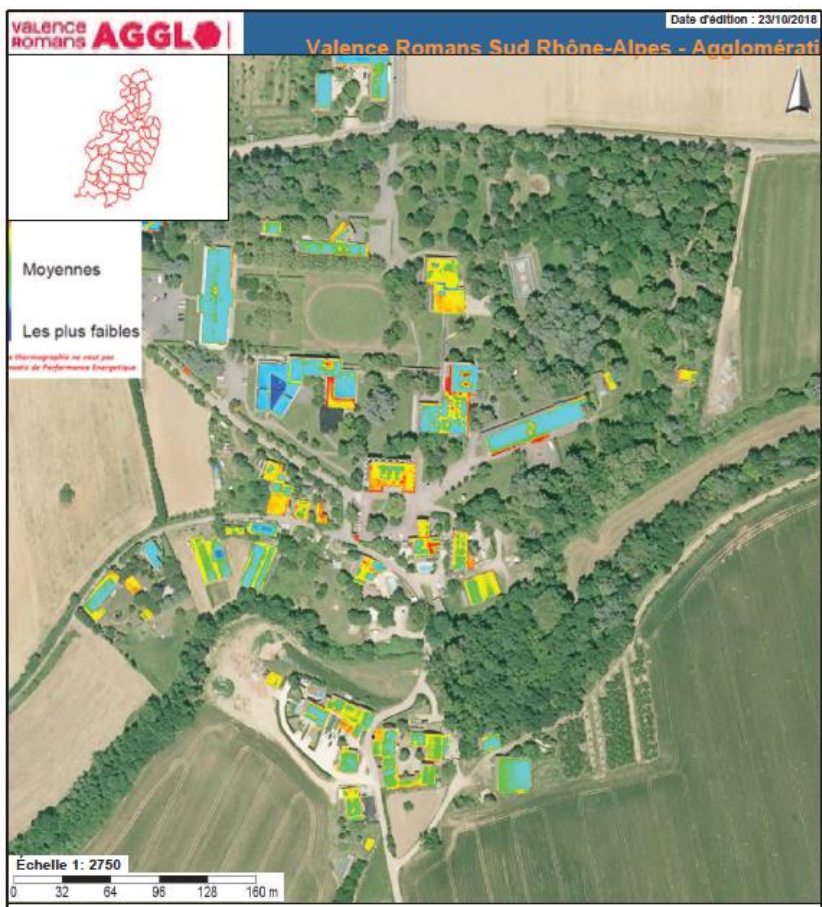 valence
Romans AGGLO
Date d'édition : 23/10/2018
Valence Romans Sud Rhône-Alpes - Agglomérati
Moyennes
Les plus faibles
thermographie ne vaut pas
de Performance Energetique
Échelle 1: 2750
0 32 64 96 128 160 m